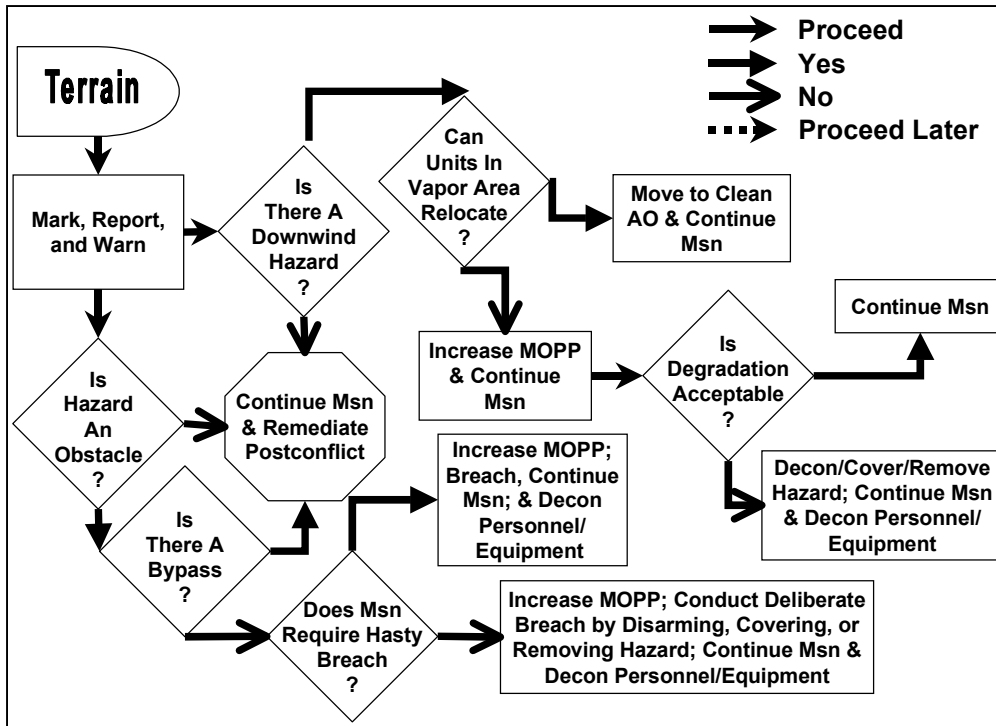 Terrain
Proceed
Yes
No
Proceed Later
Mark, Report,
and Warn
Is
There A
Downwind
Hazard
?
Can
Units In
Vapor Area
Relocate
?
Move to Clean
AO & Continue
Msn
Increase MOPP
& Continue
Msn
Is
Degradation
Acceptable
?
Continue Msn
Is
Hazard
An
Obstacle
?
Continue Msn
& Remediate
Postconflict
Increase MOPP;
Breach, Continue
Msn; & Decon
Personnel/
Equipment
Decon/Cover/Remove
Hazard; Continue Msn
& Decon Personnel/
Equipment
Is
There A
Bypass
?
Does Msn
Require Hasty
Breach
?
Increase MOPP; Conduct Deliberate
Breach by Disarming, Covering, or
Removing Hazard; Continue Msn &
Decon Personnel/Equipment